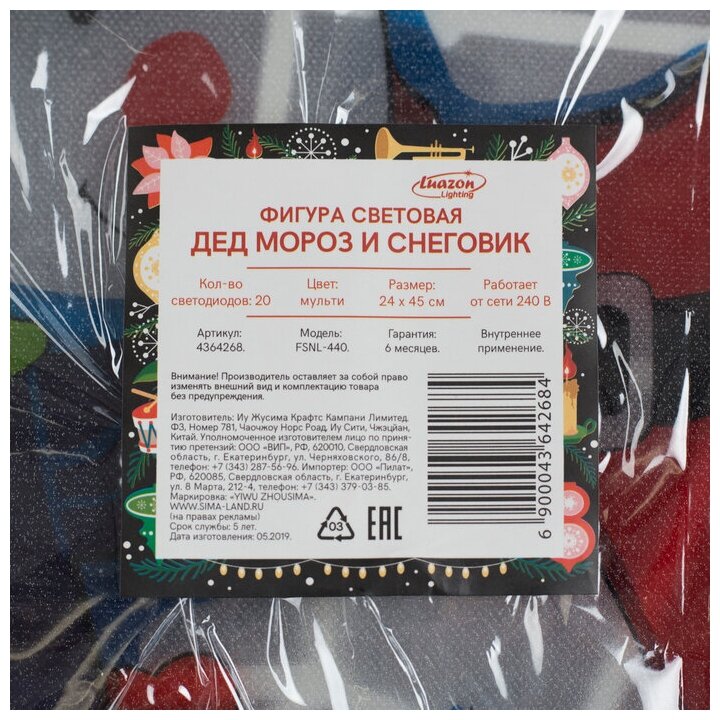 Luazon
Lighting
ФИГУРА СВЕТОВАЯ
ДЕД МОРОЗ И СНЕГОВИК
Кол-во светодиодов: 20
Цвет: мульти
Размер: 24 x 45 см
Работает от сети 240 В
Артикул: 4364268.
Модель: FSNL-440.
Гарантия: 6 месяцев.
Внутреннее применение.
Внимание! Производитель оставляет за собой право
изменять внешний вид и комплектацию товара
без предупреждения.
Изготовитель: Иу Жусима Крафтс Кампани Лимитед.
Ф3, Номер 781, Чаочжоу Норс Роад, Иу Сити, Чжэцйан,
Китай. Уполномоченное изготовителем лицо по приня-
тию претензий: ООО «ВИП», РФ, 620010, Свердловская
область, г. Екатеринбург, ул. Черняховского, 86/8,
телефон: +7 (343) 287-56-96. Импортер: ООО «Пилат»,
РФ, 620085, Свердловская область, г. Екатеринбург,
ул. 8 Марта, 212-4, телефон: +7 (343) 379-03-85.
Маркировка: «YIWU ZHOUSIMA».
WWW.SIMA-LAND.RU
(на правах рекламы)
Срок службы: 5 лет.
Дата изготовления: 05.2019.
03
EAC
6 900043 642684